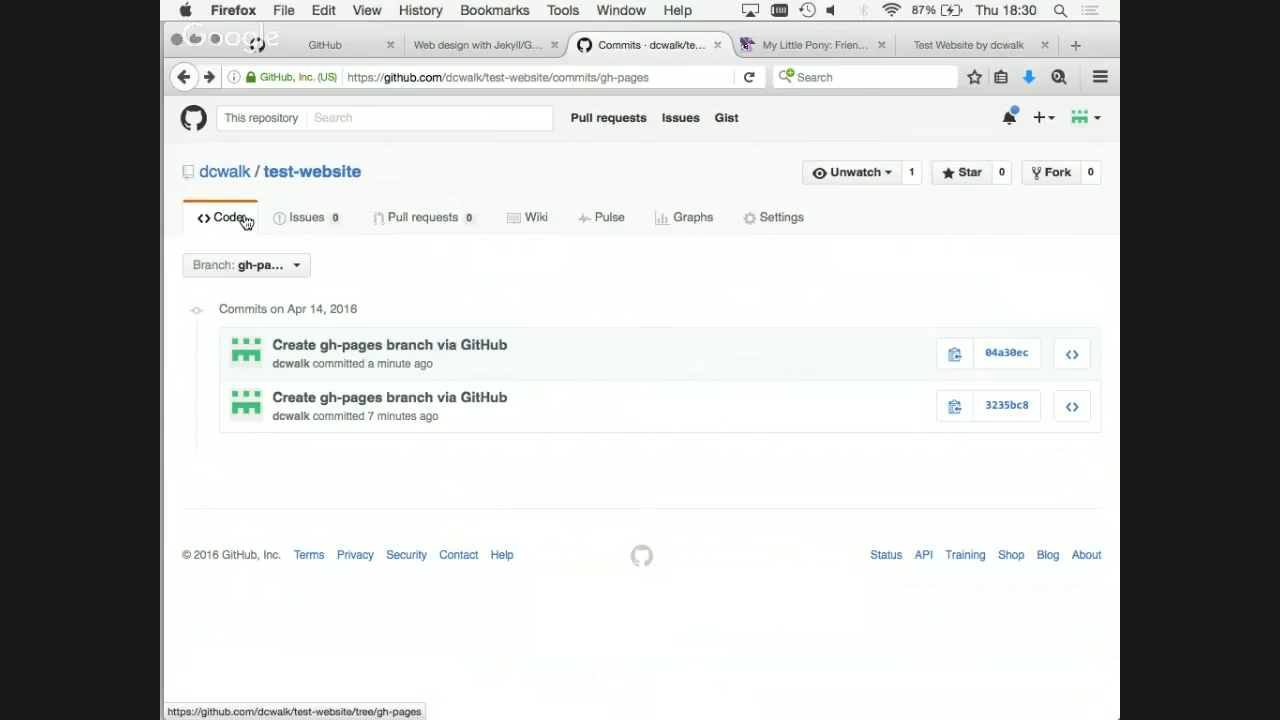 Firefox File Edit View History Bookmarks Tools Window Help 87% Thu 18:30
Google
GitHub Web design with Jekyll/G... Commits · dcwalk/te... My Little Pony: Frien... Test Website by dcwalk
GitHub, Inc. (US) https://github.com/dcwalk/test-website/commits/gh-pages Search
This repository Search Pull requests Issues Gist
dcwalk / test-website Unwatch 1 Star 0 Fork 0
Code Issues 0 Pull requests 0 Wiki Pulse Graphs Settings
Branch: gh-pa...
Commits on Apr 14, 2016
Create gh-pages branch via GitHub
dcwalk committed a minute ago
04a30ec
Create gh-pages branch via GitHub
dcwalk committed 7 minutes ago
3235bc8
© 2016 GitHub, Inc. Terms Privacy Security Contact Help Status API Training Shop Blog About
https://github.com/dcwalk/test-website/tree/gh-pages